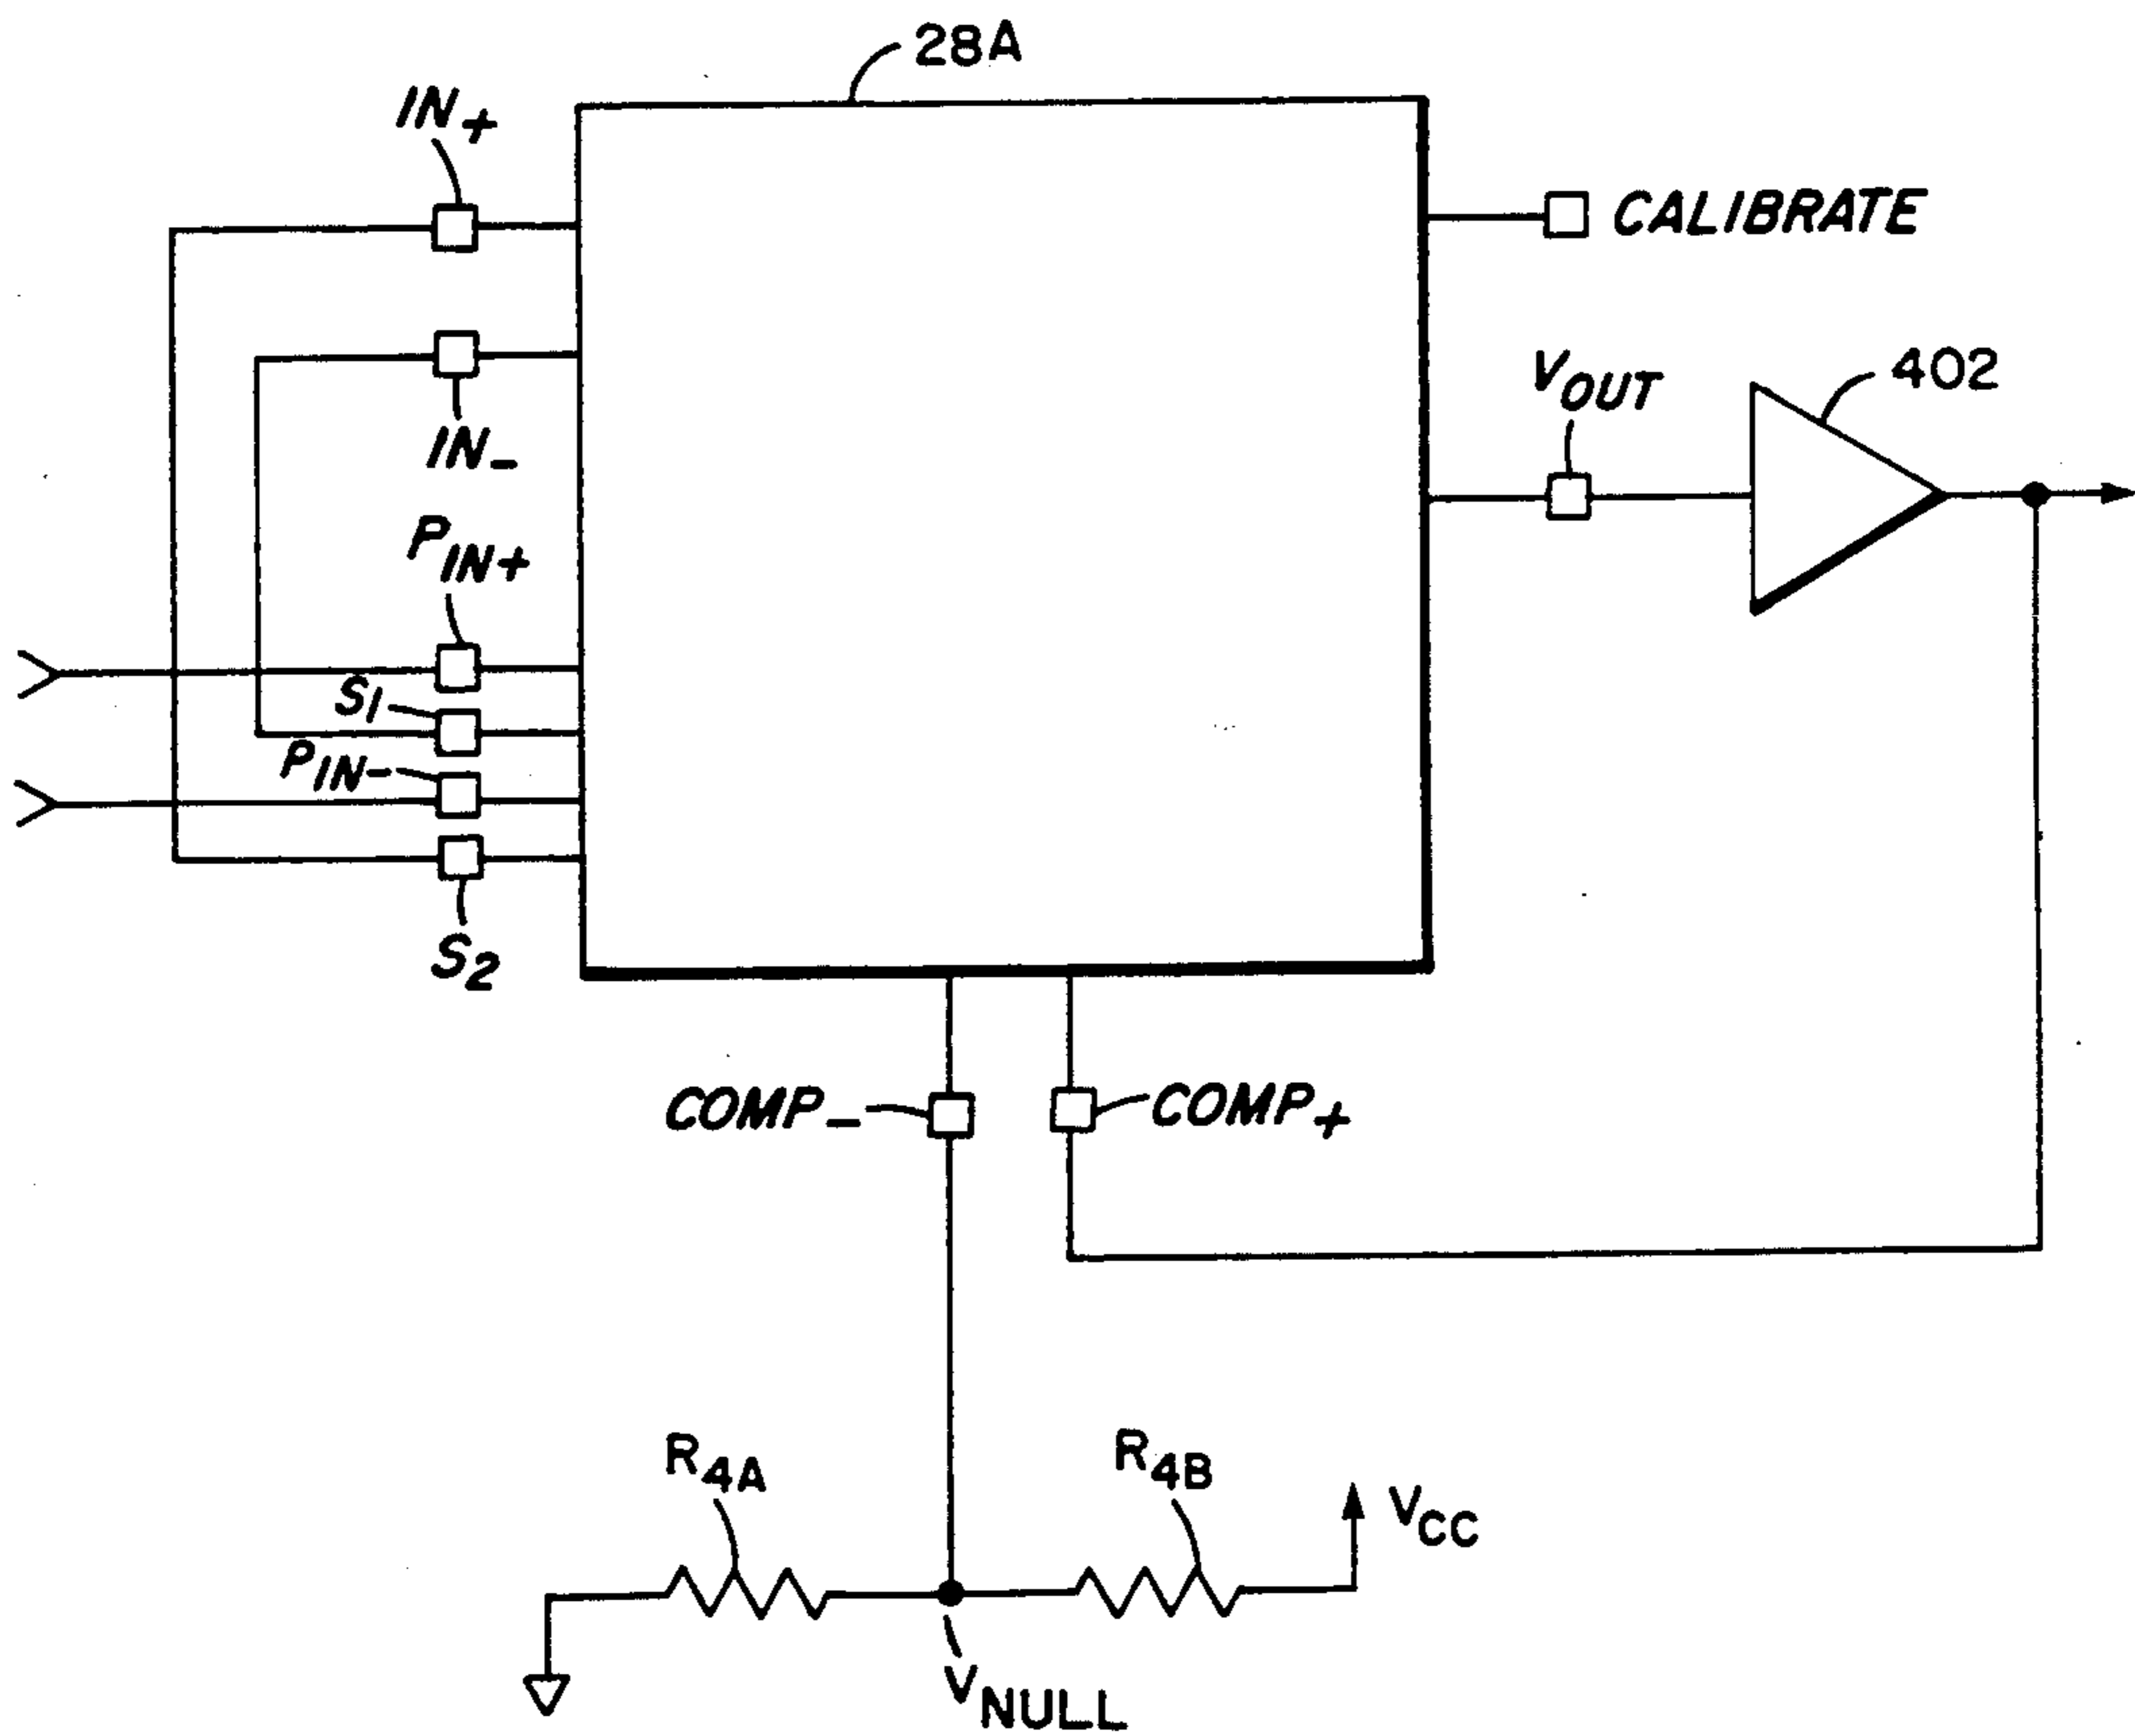 28A
IN+
CALIBRATE
IN-
VOUT
402
PIN+
S1
PIN-
S2
COMP-
COMP+
R4A
R4B
VCC
VNULL